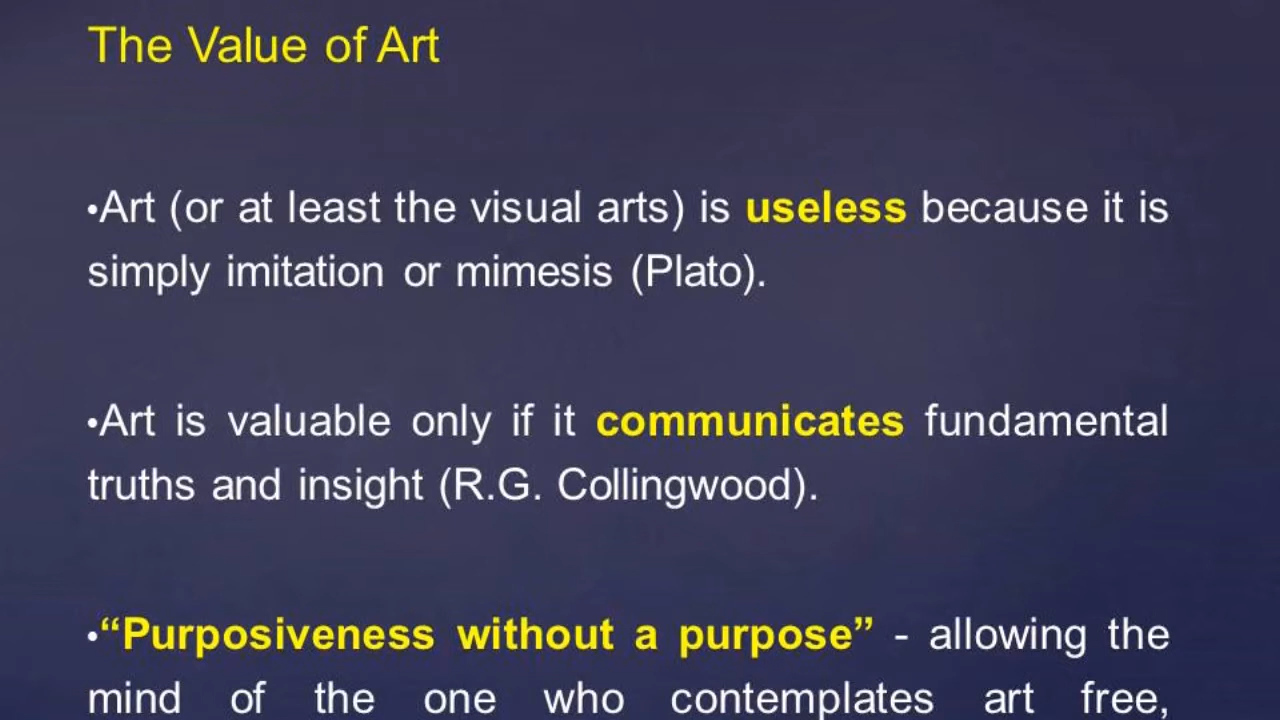 The Value of Art
•Art (or at least the visual arts) is useless because it is
simply imitation or mimesis (Plato).
•Art is valuable only if it communicates fundamental
truths and insight (R.G. Collingwood).
•“Purposiveness without a purpose” - allowing the
mind of the one who contemplates art free,